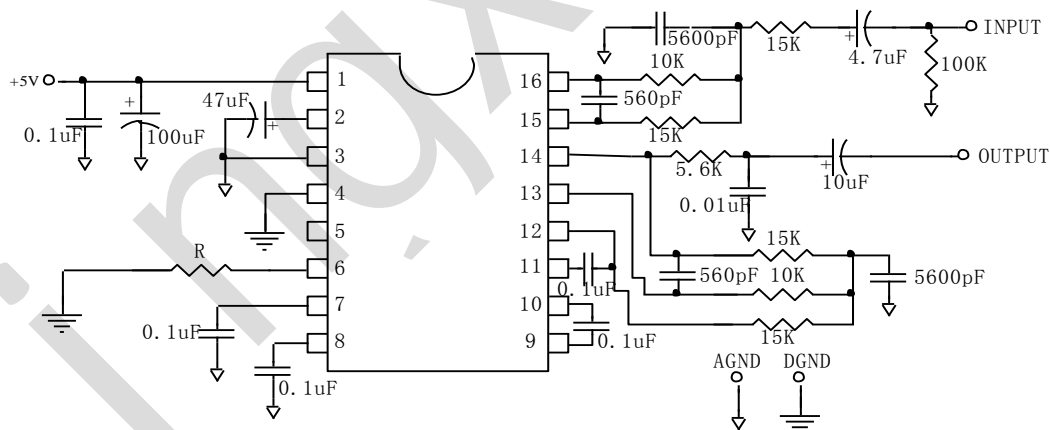 5600pF
15K
4.7uF
INPUT
100K
+
+5V
0.1uF
+
100uF
47uF
+
1
2
3
4
5
6
7
8
16
15
14
13
12
11
10
9
10K
560pF
15K
5.6K
0.01uF
+
10uF
OUTPUT
R
0.1uF
0.1uF
0.1uF
0.1uF
15K
560pF
10K
5600pF
15K
AGND
DGND